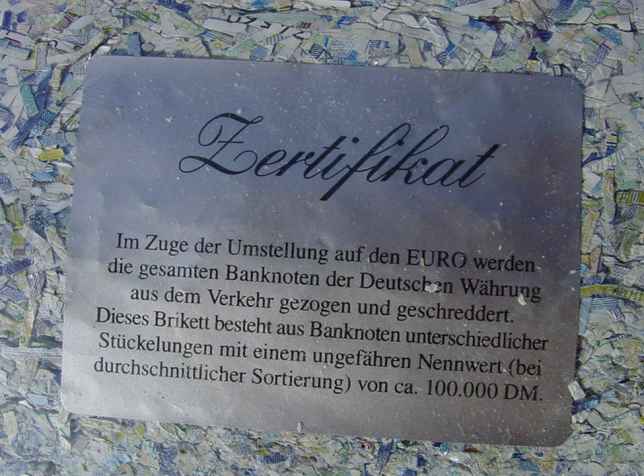 Zertifikat
Im Zuge der Umstellung auf den EURO werden
die gesamten Banknoten der Deutschen Währung
aus dem Verkehr gezogen und geschreddert.
Dieses Brikett besteht aus Banknoten unterschiedlicher
Stückelungen mit einem ungefähren Nennwert (bei
durchschnittlicher Sortierung) von ca. 100.000 DM.